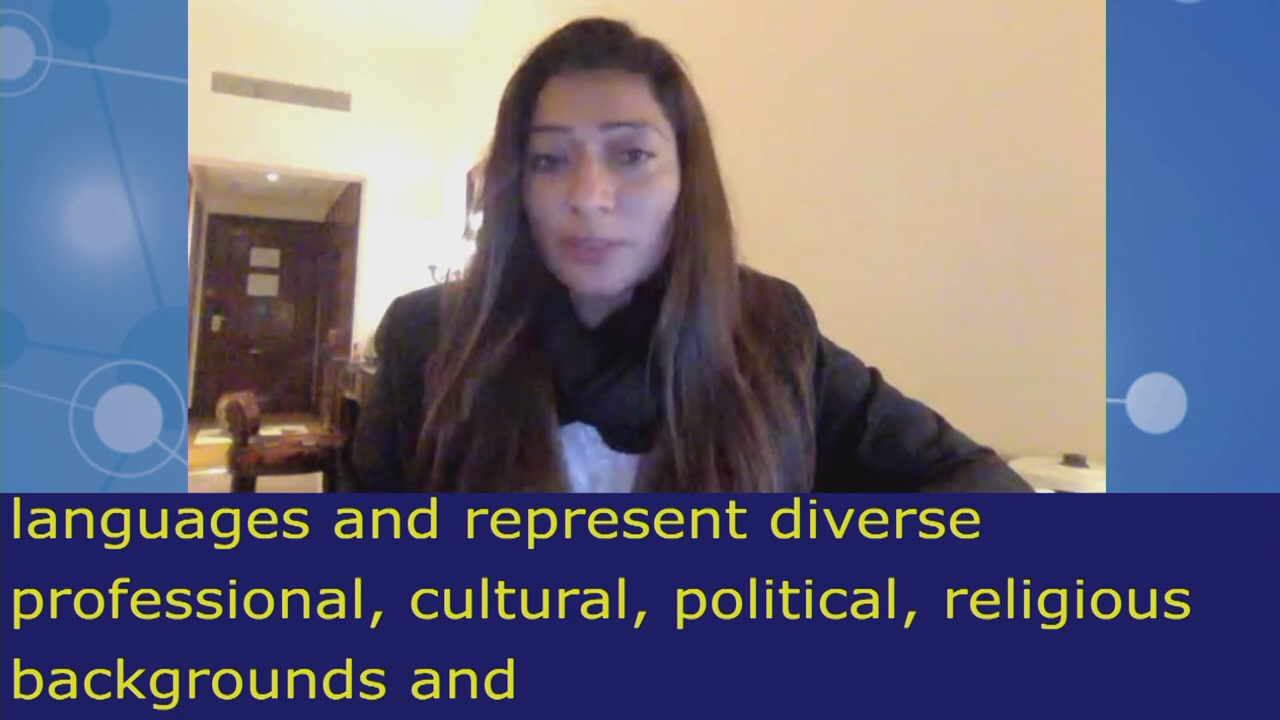 languages and represent diverse
professional, cultural, political, religious
backgrounds and